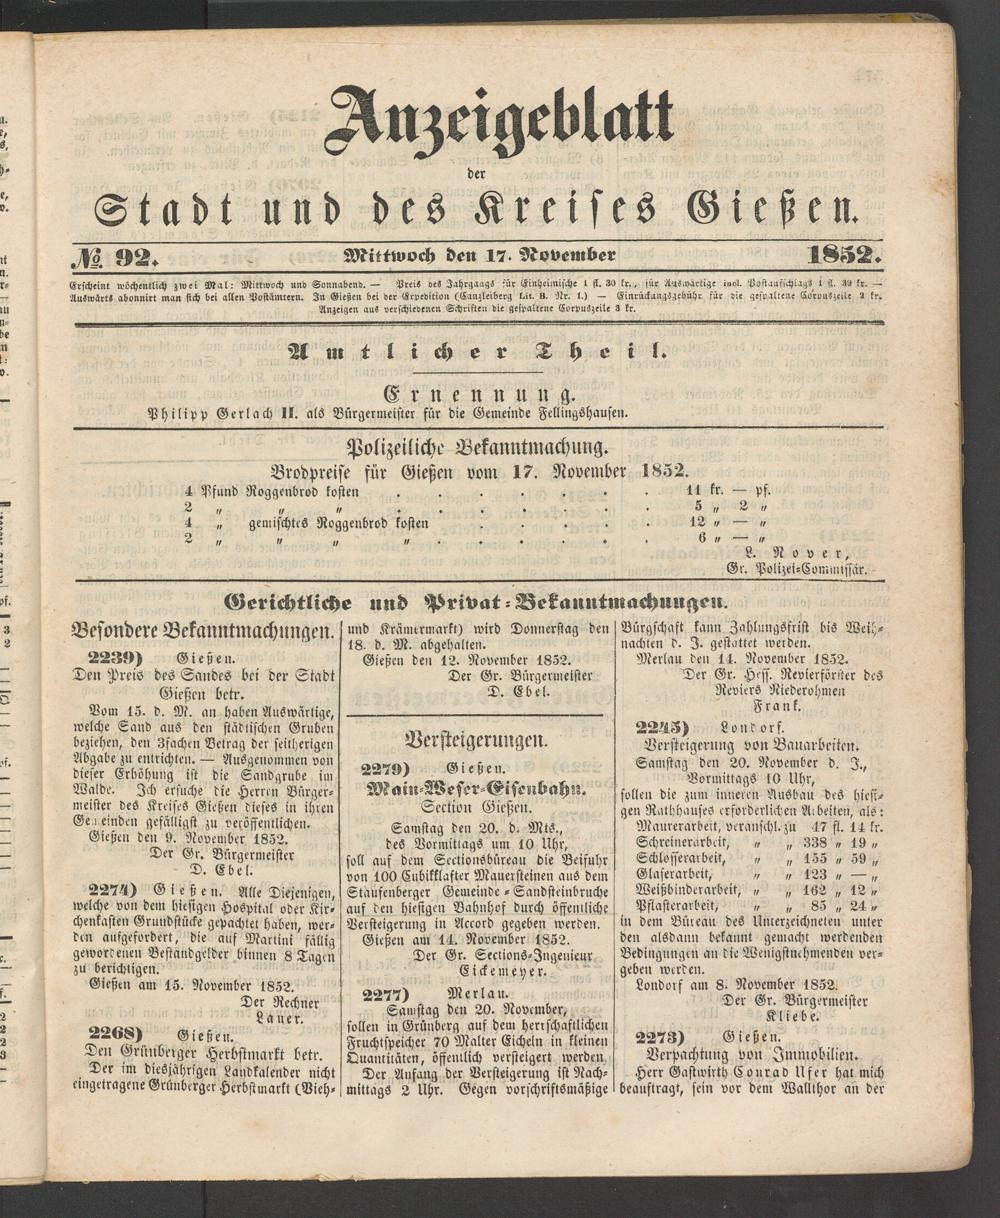 Anzeigeblatt
der
Stadt und des Kreises Gießen.
№ 92. Mittwoch den 17. November 1852.
Erscheint wöchentlich zwei Mal: Mittwoch und Sonnabend. — Preis des Jahrgangs für Einheimische 1 fl. 30 kr., für Auswärtige incl. Postaufschlags 1 fl. 39 kr. —
Auswärts abonnirt man sich bei allen Postämtern. In Gießen bei der Expedition (Canzleiberg Lit. B. Nr. 1.) — Einrückungsgebühr für die gespaltene Corpuszeile 2 kr.
Anzeigen aus verschiedenen Schriften die gespaltene Corpuszeile 3 kr.
Amtlicher Theil.
Ernennung.
Philipp Gerlach II. als Bürgermeister für die Gemeinde Fellingshausen.
Polizeiliche Bekanntmachung.
Brodpreise für Gießen vom 17. November 1852.
4 Pfund Roggenbrod kosten . . . . . . . 11 kr. — pf.
2 „ „ „ . . . . . . . 5 „ 2 „
4 „ gemischtes Roggenbrod kosten . . . . . 12 „ — „
2 „ „ „ „ . . . . . . 6 „ — „
L. Nover,
Gr. Polizei-Commissär.
Gerichtliche und Privat-Bekanntmachungen.
Besondere Bekanntmachungen.
2239) Gießen.
Den Preis des Sandes bei der Stadt
Gießen betr.
Vom 15. d. M. an haben Auswärtige,
welche Sand aus den städtischen Gruben
beziehen, den 3fachen Betrag der seitherigen
Abgabe zu entrichten. — Ausgenommen von
dieser Erhöhung ist die Sandgrube im
Walde. Ich ersuche die Herren Bürger-
meister des Kreises Gießen dieses in ihren
Gemeinden gefälligst zu veröffentlichen.
Gießen den 9. November 1852.
Der Gr. Bürgermeister
D. Ebel.
2274) Gießen. Alle Diejenigen,
welche von dem hiesigen Hospital oder Kir-
chenkasten Grundstücke gepachtet haben, wer-
den aufgefordert, die auf Martini fällig
gewordenen Bestandgelder binnen 8 Tagen
zu berichtigen.
Gießen am 15. November 1852.
Der Rechner
Lauer.
2268) Gießen.
Den Grünberger Herbstmarkt betr.
Der im diesjährigen Landkalender nicht
eingetragene Grünberger Herbstmarkt (Vieh-
und Krämermarkt) wird Donnerstag den
18. d. M. abgehalten.
Gießen den 12. November 1852.
Der Gr. Bürgermeister
D. Ebel.
Versteigerungen.
2279) Gießen.
Main-Weser-Eisenbahn.
Section Gießen.
Samstag den 20. d. Mts.,
des Vormittags um 10 Uhr,
soll auf dem Sectionsbüreau die Beifuhr
von 100 Cubikklafter Mauersteinen aus dem
Staufenberger Gemeinde-Sandsteinbruche
auf den hiesigen Bahnhof durch öffentliche
Versteigerung in Accord gegeben werden.
Gießen am 14. November 1852.
Der Gr. Sections-Ingenieur
Eickemeyer.
2277) Merlau.
Samstag den 20. November,
sollen in Grünberg auf dem herrschaftlichen
Fruchtspeicher 70 Malter Eicheln in kleinen
Quantitäten, öffentlich versteigert werden.
Der Anfang der Versteigerung ist Nach-
mittags 2 Uhr. Gegen vorschriftsmäßige
Bürgschaft kann Zahlungsfrist bis Weih-
nachten d. J. gestattet werden.
Merlau den 14. November 1852.
Der Gr. Hess. Revierförster des
Reviers Niederohmen
Frank.
2245) Londorf.
Versteigerung von Bauarbeiten.
Samstag den 20. November d. J.,
Vormittags 10 Uhr,
sollen die zum inneren Ausbau des hiesi-
gen Rathhauses erforderlichen Arbeiten, als:
Maurerarbeit, veranschl. zu 47 fl. 14 kr.
Schreinerarbeit, „ „ 338 „ 19 „
Schlosserarbeit, „ „ 155 „ 59 „
Glaserarbeit, „ „ 123 „ — „
Weißbinderarbeit, „ „ 162 „ 12 „
Pflasterarbeit, „ „ 85 „ 24 „
in dem Büreau des Unterzeichneten unter
den alsdann bekannt gemacht werdenden
Bedingungen an die Wenigstnehmenden ver-
geben werden.
Londorf am 8. November 1852.
Der Gr. Bürgermeister
Kliebe.
2273) Gießen.
Verpachtung von Immobilien.
Herr Gastwirth Conrad Ufer hat mich
beauftragt, sein vor dem Wallthor an der